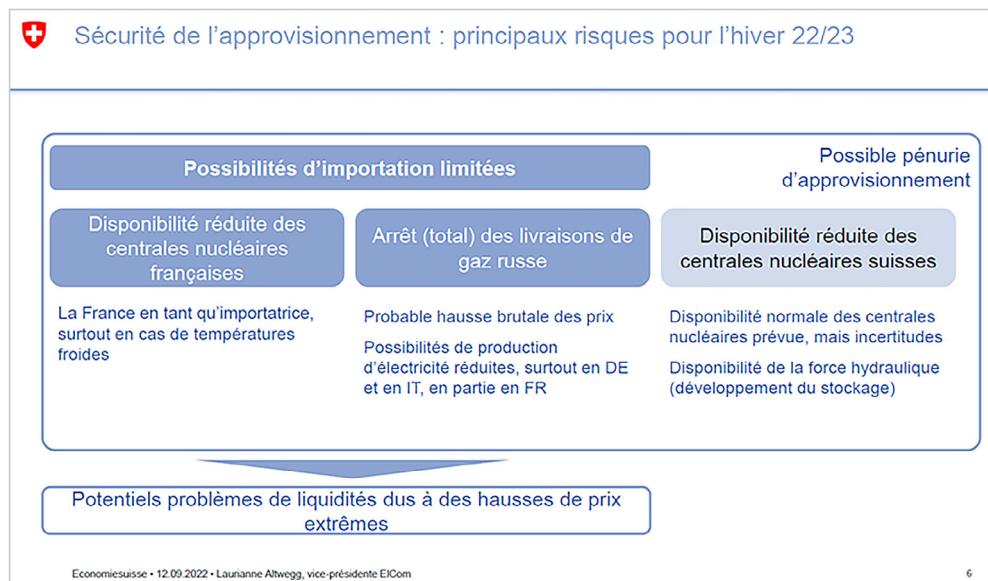 Sécurité de l'approvisionnement : principaux risques pour l'hiver 22/23
Possibilités d'importation limitées
Possible pénurie
d'approvisionnement
Disponibilité réduite des
centrales nucléaires
françaises
Arrêt (total) des livraisons de
gaz russe
Disponibilité réduite des
centrales nucléaires suisses
La France en tant qu'importatrice,
surtout en cas de températures
froides
Probable hausse brutale des prix
Possibilités de production
d'électricité réduites, surtout en DE
et en IT, en partie en FR
Disponibilité normale des centrales
nucléaires prévue, mais incertitudes
Disponibilité de la force hydraulique
(développement du stockage)
Potentiels problèmes de liquidités dus à des hausses de prix
extrêmes
Economiesuisse • 12.09.2022 • Laurianne Altwegg, vice-présidente ElCom
6